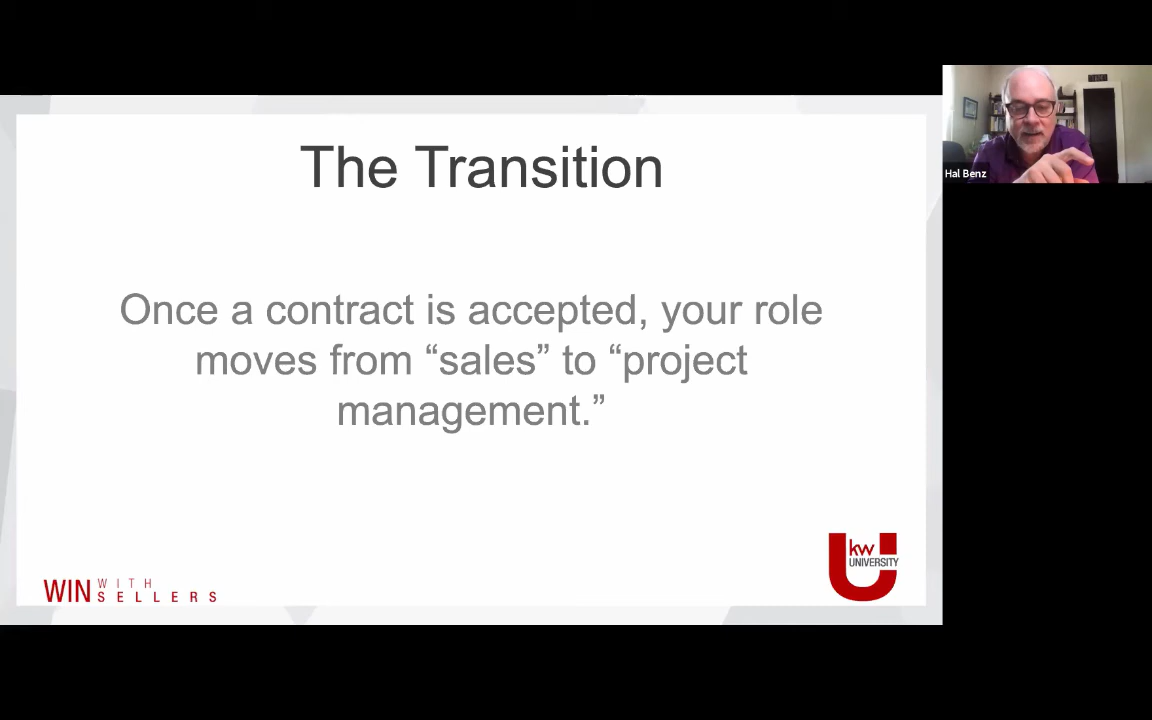 The Transition
Once a contract is accepted, your role
moves from “sales” to “project
management.”
WIN WITH
SELLERS
kw
UNIVERSITY
Hal Benz